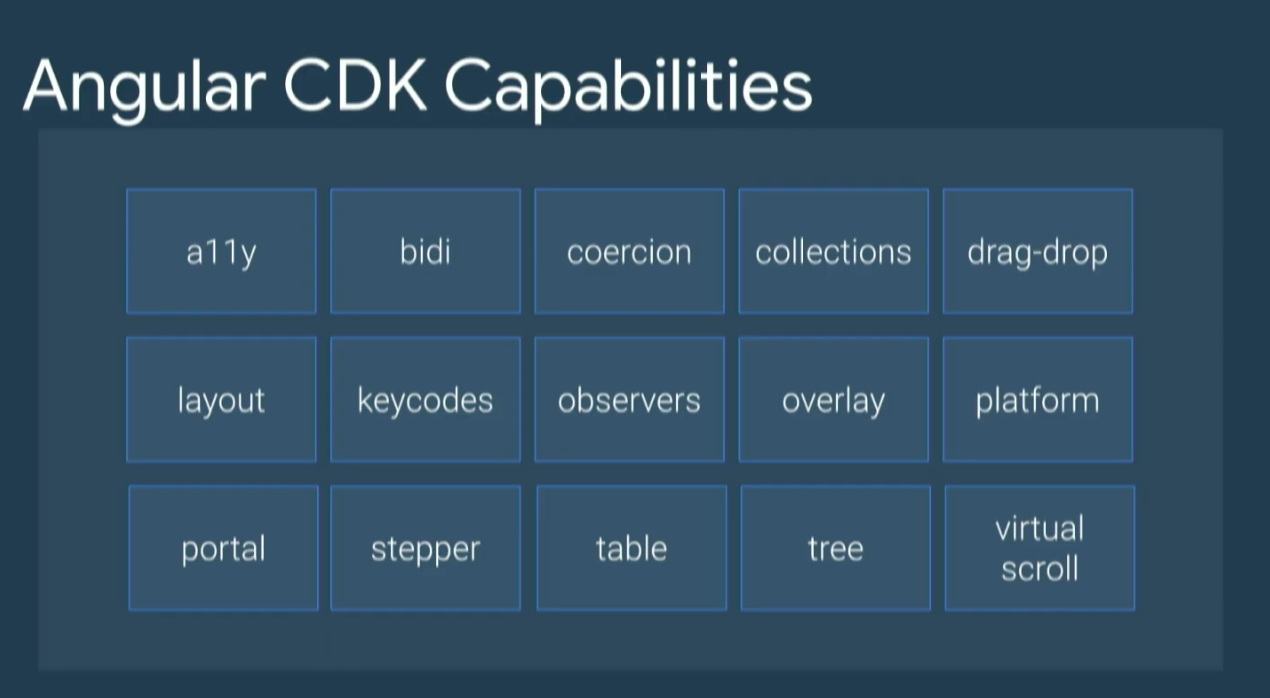 Angular CDK Capabilities
a11y
bidi
coercion
collections
drag-drop
layout
keycodes
observers
overlay
platform
portal
stepper
table
tree
virtual
scroll